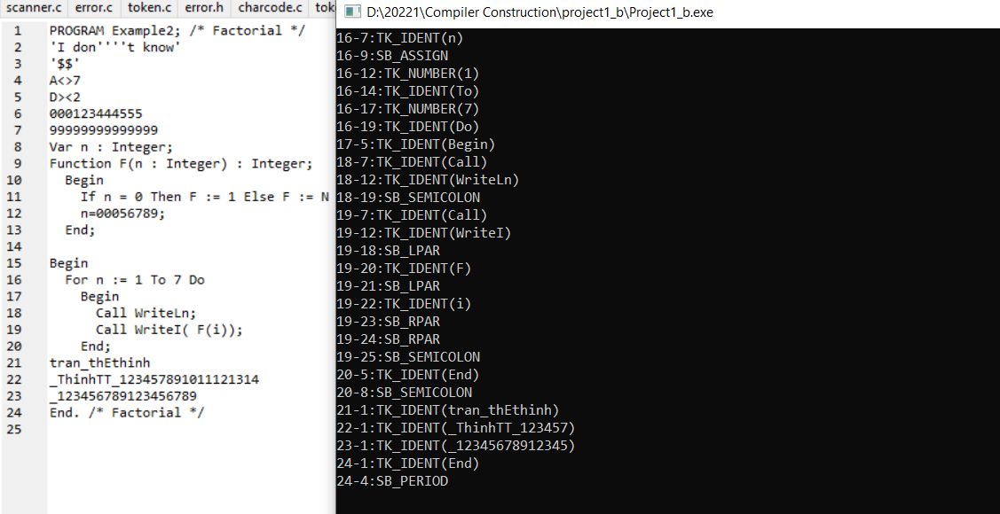 scanner.c error.c token.c error.h charcode.c tok
1 PROGRAM Example2; /* Factorial */
2 'I don''''t know'
3 '$$'
4 A<>7
5 D><2
6 000123444555
7 99999999999999
8 Var n : Integer;
9 Function F(n : Integer) : Integer;
10 Begin
11 If n = 0 Then F := 1 Else F := N
12 n=00056789;
13 End;
14
15 Begin
16 For n := 1 To 7 Do
17 Begin
18 Call WriteLn;
19 Call WriteI( F(i));
20 End;
21 tran_thEthinh
22 _ThinhTT_123457891011121314
23 _123456789123456789
24 End. /* Factorial */
25
D:\20221\Compiler Construction\project1_b\Project1_b.exe
16-7:TK_IDENT(n)
16-9:SB_ASSIGN
16-12:TK_NUMBER(1)
16-14:TK_IDENT(To)
16-17:TK_NUMBER(7)
16-19:TK_IDENT(Do)
17-5:TK_IDENT(Begin)
18-7:TK_IDENT(Call)
18-12:TK_IDENT(WriteLn)
18-19:SB_SEMICOLON
19-7:TK_IDENT(Call)
19-12:TK_IDENT(WriteI)
19-18:SB_LPAR
19-20:TK_IDENT(F)
19-21:SB_LPAR
19-22:TK_IDENT(i)
19-23:SB_RPAR
19-24:SB_RPAR
19-25:SB_SEMICOLON
20-5:TK_IDENT(End)
20-8:SB_SEMICOLON
21-1:TK_IDENT(tran_thEthinh)
22-1:TK_IDENT(_ThinhTT_123457)
23-1:TK_IDENT(_12345678912345)
24-1:TK_IDENT(End)
24-4:SB_PERIOD